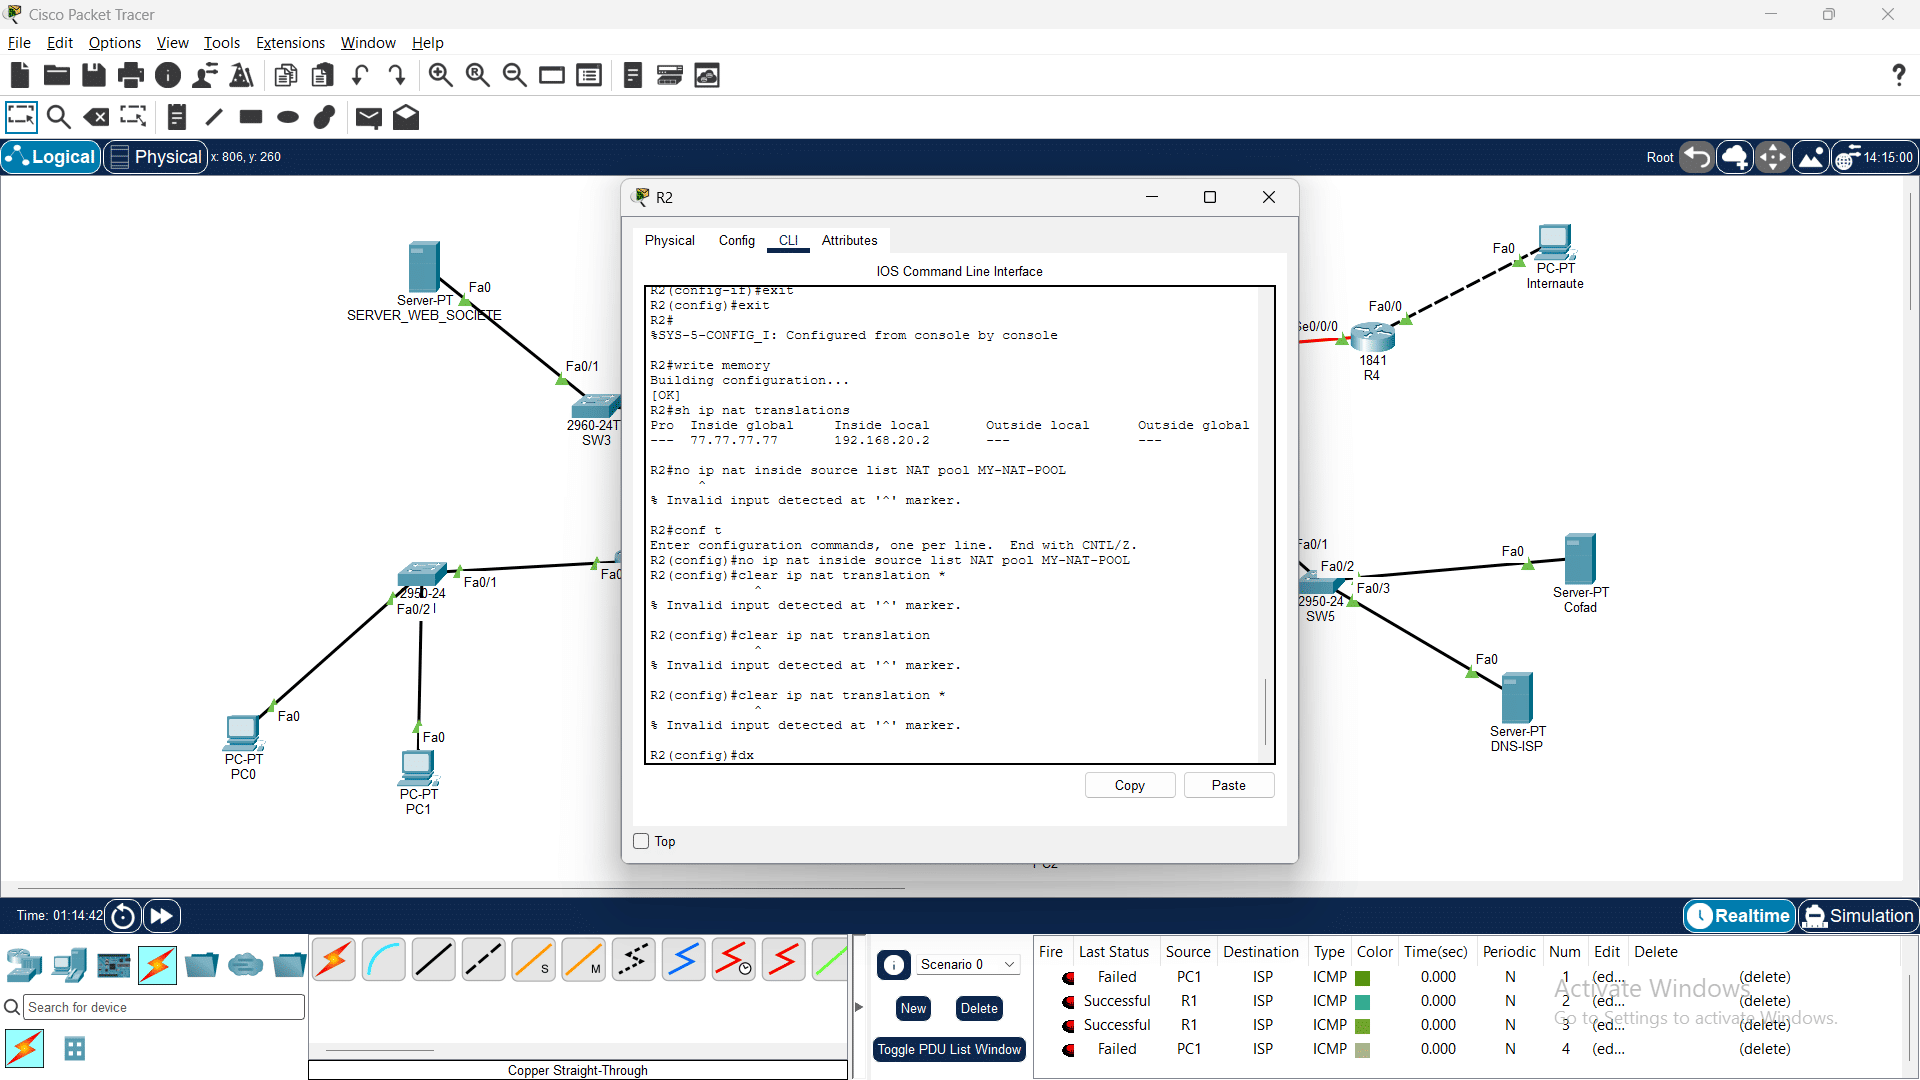 Cisco Packet Tracer
File Edit Options View Tools Extensions Window Help
Logical Physical x: 806, y: 260
Root 14:15:00
R2
Physical Config CLI Attributes
IOS Command Line Interface
R2(config-if)#exit
R2(config)#exit
R2#
%SYS-5-CONFIG_I: Configured from console by console
R2#write memory
Building configuration...
[OK]
R2#sh ip nat translations
Pro Inside global Inside local Outside local Outside global
--- 77.77.77.77 192.168.20.2 --- ---
R2#no ip nat inside source list NAT pool MY-NAT-POOL
^
% Invalid input detected at '^' marker.
R2#conf t
Enter configuration commands, one per line. End with CNTL/Z.
R2(config)#no ip nat inside source list NAT pool MY-NAT-POOL
R2(config)#clear ip nat translation *
^
% Invalid input detected at '^' marker.
R2(config)#clear ip nat translation
^
% Invalid input detected at '^' marker.
R2(config)#clear ip nat translation *
^
% Invalid input detected at '^' marker.
R2(config)#dx
Copy Paste
Top
Fa0
Server-PT
SERVER_WEB_SOCIETE
Fa0/1
2960-24T
SW3
Fa0/1
2950-24
Fa0/2
Fa0
PC-PT
PC0
Fa0
PC-PT
PC1
Fa0
PC-PT
Internaute
Fa0/0
Se0/0/0
1841
R4
Fa0/1
Fa0/2
Fa0/3
2950-24
SW5
Fa0
Server-PT
Cofad
Fa0
Server-PT
DNS-ISP
PC2
Time: 01:14:42
Realtime Simulation
Search for device
S
M
Copper Straight-Through
Scenario 0
New Delete
Toggle PDU List Window
Fire Last Status Source Destination Type Color Time(sec) Periodic Num Edit Delete
Failed PC1 ISP ICMP 0.000 N 1 (ed... (delete)
Successful R1 ISP ICMP 0.000 N 2 (ed... (delete)
Successful R1 ISP ICMP 0.000 N 3 (ed... (delete)
Failed PC1 ISP ICMP 0.000 N 4 (ed... (delete)
Activate Windows
Go to Settings to activate Windows.